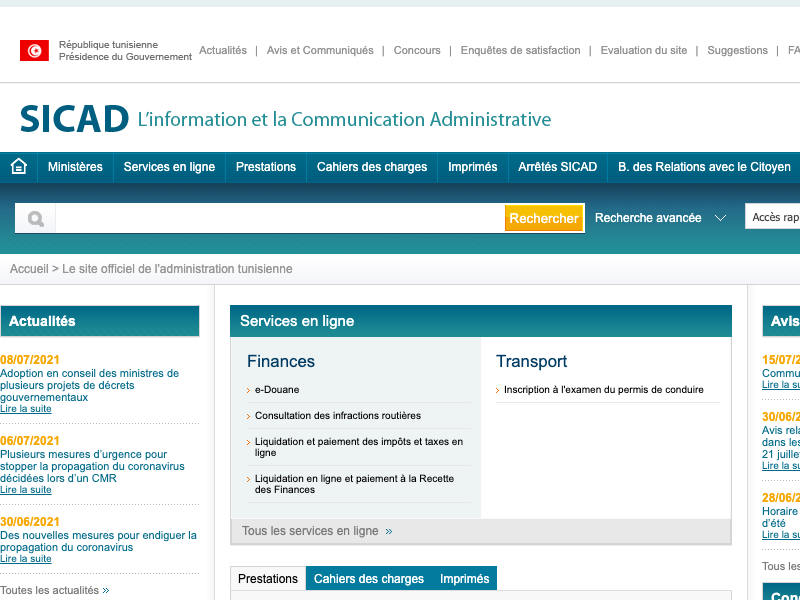 République tunisienne
Présidence du Gouvernement
Actualités | Avis et Communiqués | Concours | Enquêtes de satisfaction | Evaluation du site | Suggestions | FA
SICAD L'information et la Communication Administrative
Ministères Services en ligne Prestations Cahiers des charges Imprimés Arrêtés SICAD B. des Relations avec le Citoyen
Rechercher Recherche avancée Accès rap
Accueil > Le site officiel de l'administration tunisienne
Actualités
08/07/2021
Adoption en conseil des ministres de
plusieurs projets de décrets
gouvernementaux
Lire la suite
06/07/2021
Plusieurs mesures d'urgence pour
stopper la propagation du coronavirus
décidées lors d'un CMR
Lire la suite
30/06/2021
Des nouvelles mesures pour endiguer la
propagation du coronavirus
Lire la suite
Toutes les actualités »
Services en ligne
Finances
e-Douane
Consultation des infractions routières
Liquidation et paiement des impôts et taxes en
ligne
Liquidation en ligne et paiement à la Recette
des Finances
Transport
Inscription à l'examen du permis de conduire
Tous les services en ligne »
Prestations Cahiers des charges Imprimés
Avis
15/07/2
Commu
Lire la su
30/06/2
Avis rela
dans les
21 juille
Lire la su
28/06/2
Horaire
d'été
Lire la su
Tous les